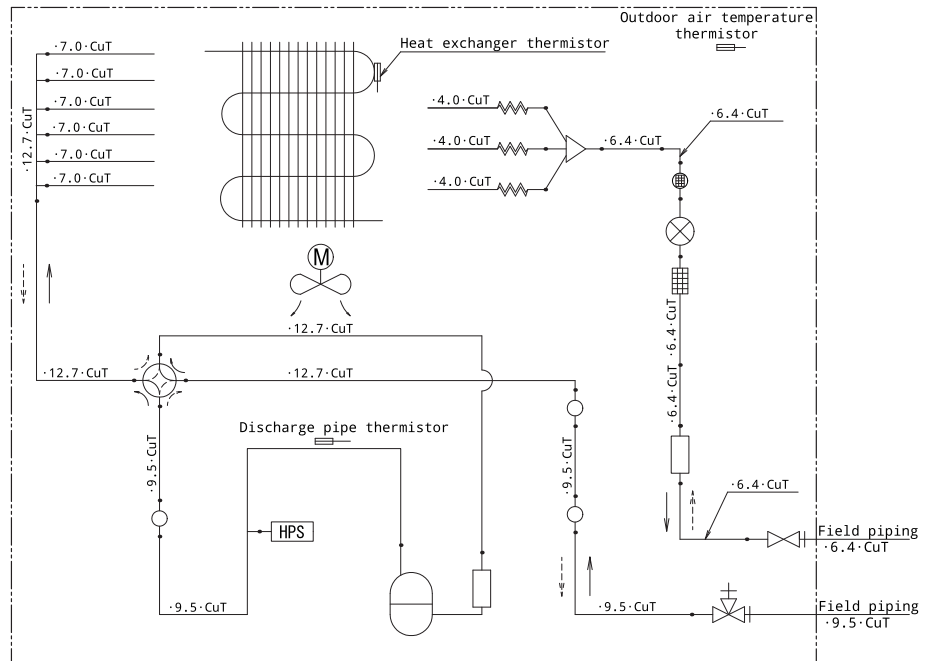 Outdoor air temperature
thermistor
Heat exchanger thermistor
·7.0·CuT
·7.0·CuT
·7.0·CuT
·7.0·CuT
·7.0·CuT
·7.0·CuT
·12.7·CuT
·4.0·CuT
·4.0·CuT
·4.0·CuT
·6.4·CuT
·6.4·CuT
M
·12.7·CuT
·12.7·CuT
·12.7·CuT
·6.4·CuT
·6.4·CuT
Discharge pipe thermistor
·9.5·CuT
·9.5·CuT
·6.4·CuT
HPS
Field piping
·6.4·CuT
·9.5·CuT
·9.5·CuT
Field piping
·9.5·CuT